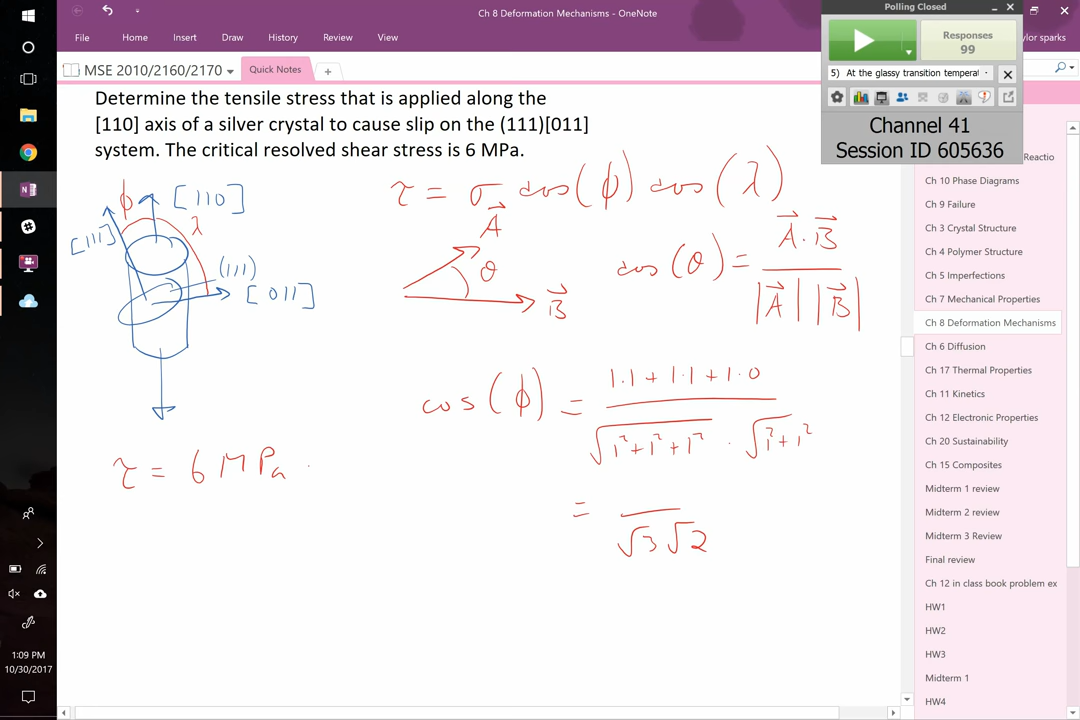 Ch 8 Deformation Mechanisms - OneNote
Polling Closed
Responses
99
ylor sparks
File
Home
Insert
Draw
History
Review
View
5) At the glassy transition temperat
Channel 41
Session ID 605636
MSE 2010/2160/2170
Quick Notes
+
Determine the tensile stress that is applied along the
[110] axis of a silver crystal to cause slip on the (111)[011]
system. The critical resolved shear stress is 6 MPa.
ϕ
[110]
[111]
λ
(111)
[011]
τ = 6 MPa
τ = σ cos(ϕ) cos(λ)
A⃗
θ
B⃗
cos(θ) = A⃗·B⃗ / |A⃗| |B⃗|
cos(ϕ) = 1·1 + 1·1 + 1·0 / √1²+1²+1² · √1²+1²
= / √3 √2
Reactio
Ch 10 Phase Diagrams
Ch 9 Failure
Ch 3 Crystal Structure
Ch 4 Polymer Structure
Ch 5 Imperfections
Ch 7 Mechanical Properties
Ch 8 Deformation Mechanisms
Ch 6 Diffusion
Ch 17 Thermal Properties
Ch 11 Kinetics
Ch 12 Electronic Properties
Ch 20 Sustainability
Ch 15 Composites
Midterm 1 review
Midterm 2 review
Midterm 3 Review
Final review
Ch 12 in class book problem ex
HW1
HW2
HW3
Midterm 1
HW4
1:09 PM
10/30/2017